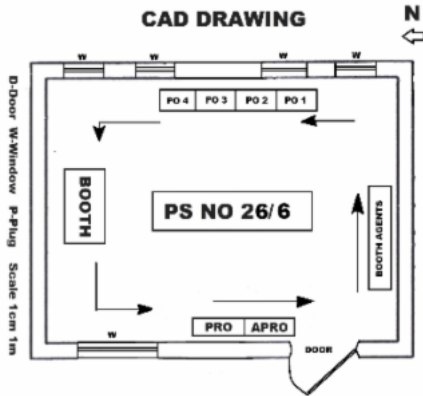 CAD DRAWING
N
W W W W
PO 4 PO 3 PO 2 PO 1
D-Door W-Window P-Plug Scale 1cm 1m
BOOTH
PS NO 26/6
BOOTH AGENTS
PRO APRO
W
DOOR